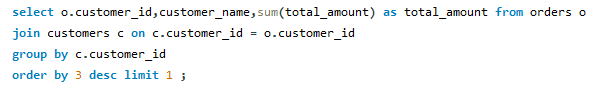 select o.customer_id,customer_name,sum(total_amount) as total_amount from orders o
join customers c on c.customer_id = o.customer_id
group by c.customer_id
order by 3 desc limit 1 ;